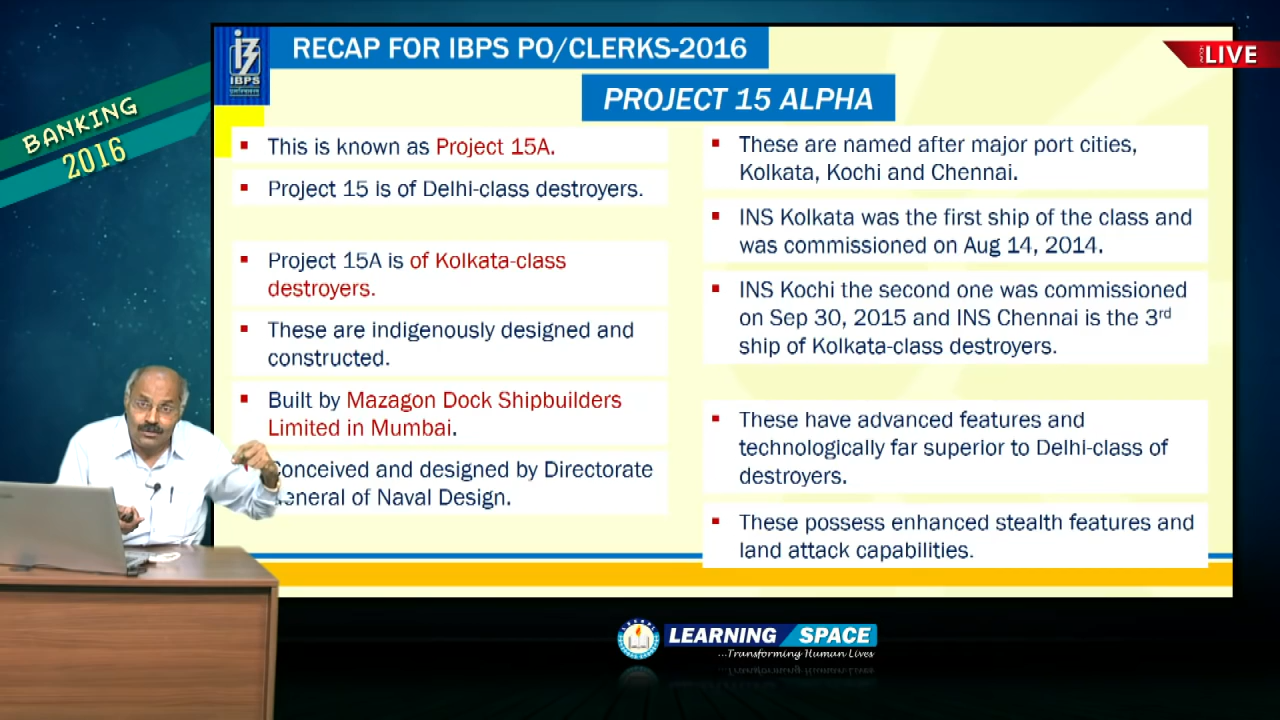 RECAP FOR IBPS PO/CLERKS-2016
IBPS
LIVE
PROJECT 15 ALPHA
BANKING
2016
This is known as Project 15A.
Project 15 is of Delhi-class destroyers.
Project 15A is of Kolkata-class
destroyers.
These are indigenously designed and
constructed.
Built by Mazagon Dock Shipbuilders
Limited in Mumbai.
Conceived and designed by Directorate
General of Naval Design.
These are named after major port cities,
Kolkata, Kochi and Chennai.
INS Kolkata was the first ship of the class and
was commissioned on Aug 14, 2014.
INS Kochi the second one was commissioned
on Sep 30, 2015 and INS Chennai is the 3rd
ship of Kolkata-class destroyers.
These have advanced features and
technologically far superior to Delhi-class of
destroyers.
These possess enhanced stealth features and
land attack capabilities.
LEARNING SPACE
...Transforming Human Lives